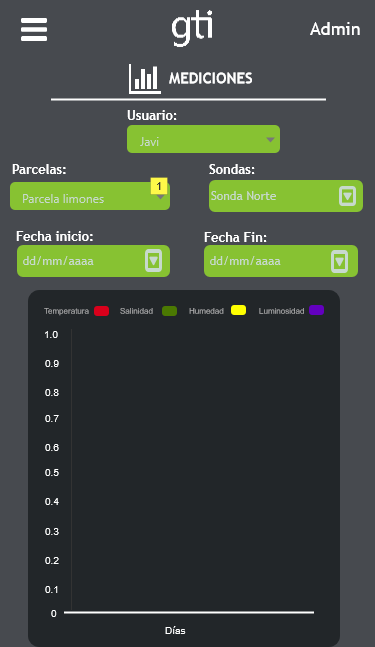 gti
Admin
MEDICIONES
Usuario:
Javi
Parcelas:
Sondas:
1
Parcela limones
Sonda Norte
Fecha inicio:
Fecha Fin:
dd/mm/aaaa
dd/mm/aaaa
Temperatura Salinidad Humedad Luminosidad
1.0
0.9
0.8
0.7
0.6
0.5
0.4
0.3
0.2
0.1
0
Días